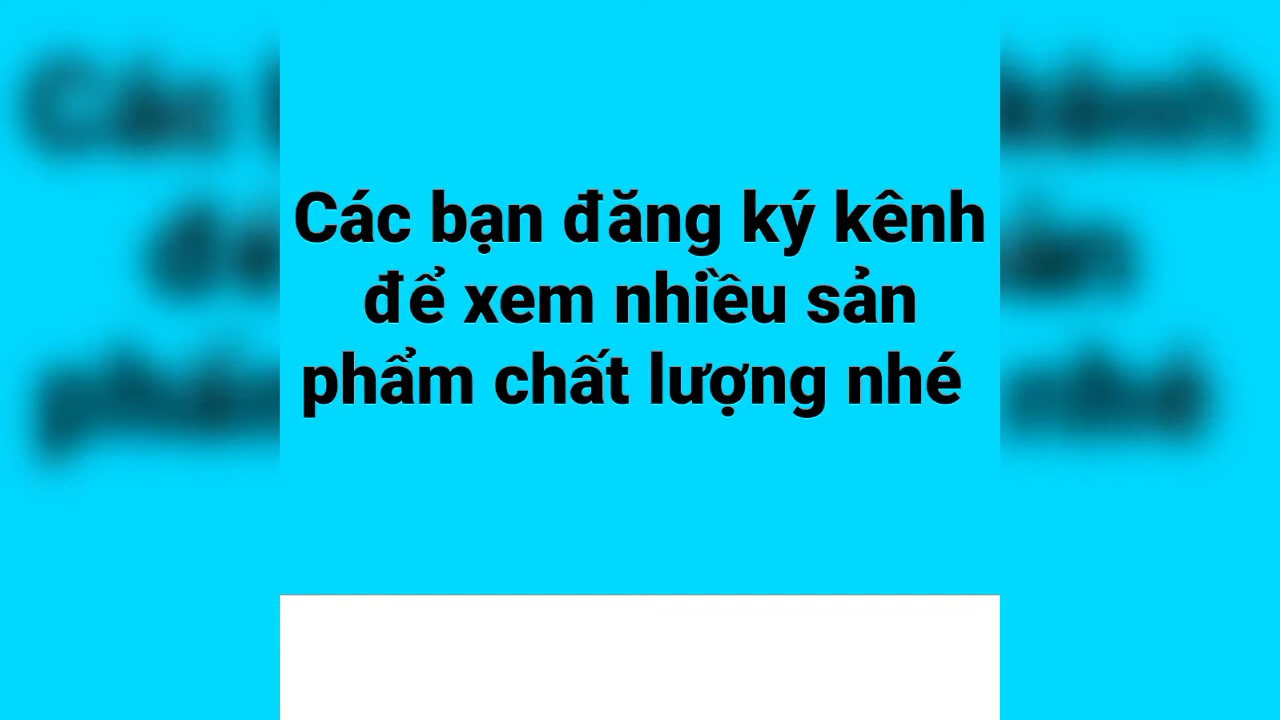 Các bạn đăng ký kênh
để xem nhiều sản
phẩm chất lượng nhé